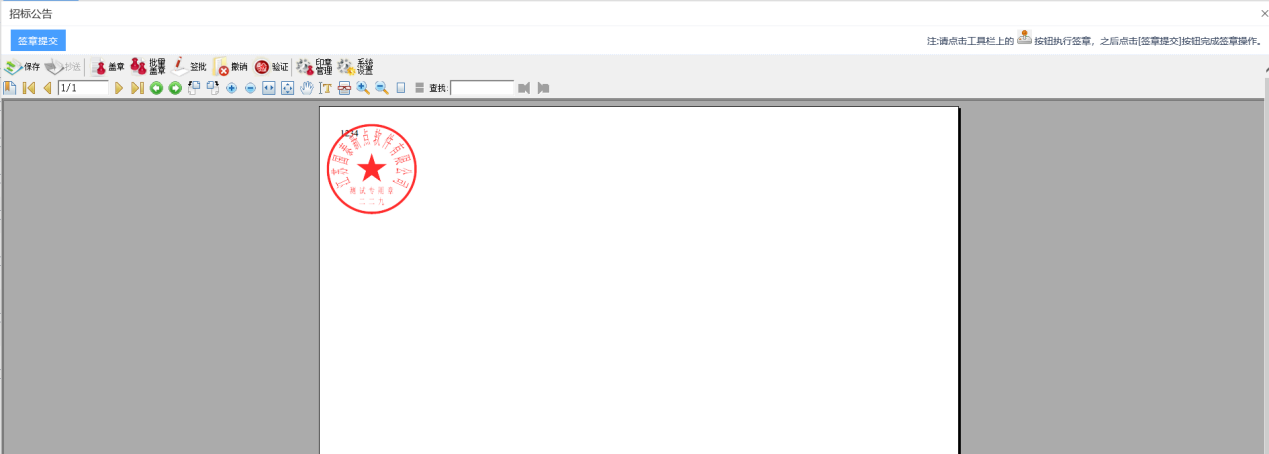 招标公告
签章提交
注:请点击工具栏上的 按钮执行签章，之后点击[签章提交]按钮完成签章操作。
保存 抄送 盖章 批量盖章 签批 撤销 验证 印章管理 系统设置
1/1 查找:
1234
测试专用章
二二九